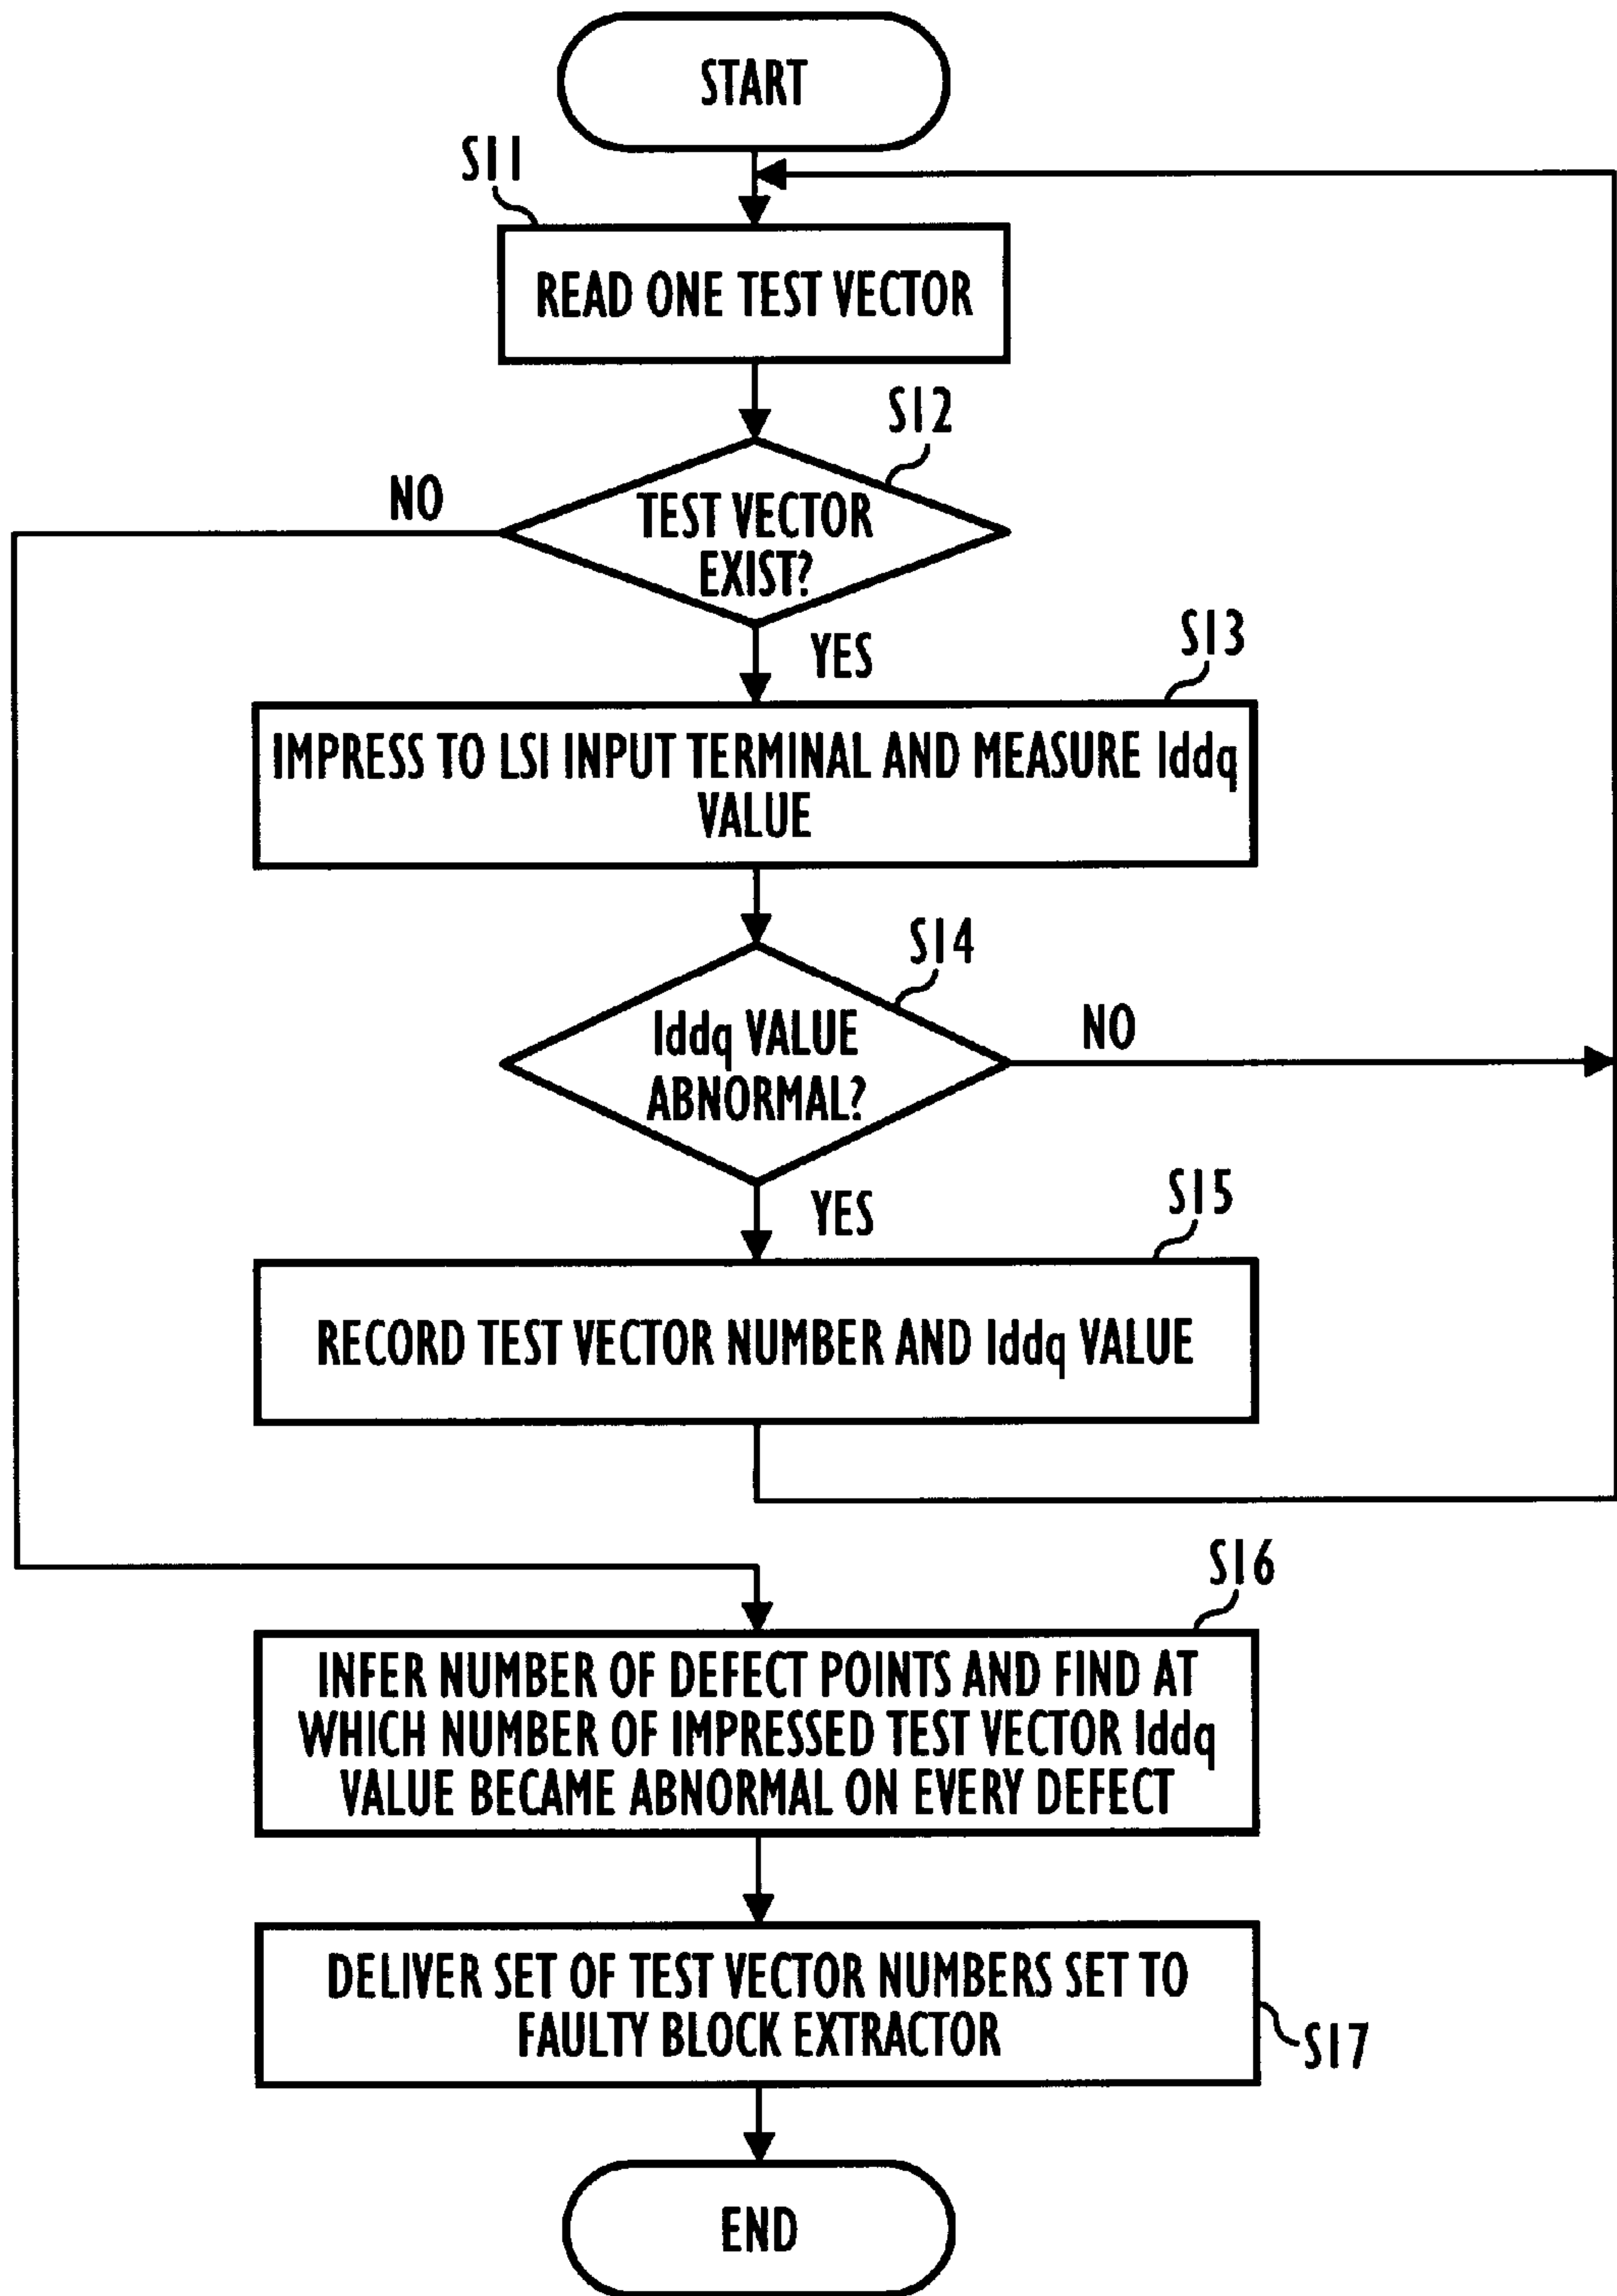 START
S11
READ ONE TEST VECTOR
S12
NO
TEST VECTOR
EXIST?
YES
S13
IMPRESS TO LSI INPUT TERMINAL AND MEASURE Iddq
VALUE
S14
Iddq VALUE
ABNORMAL?
NO
YES
S15
RECORD TEST VECTOR NUMBER AND Iddq VALUE
S16
INFER NUMBER OF DEFECT POINTS AND FIND AT
WHICH NUMBER OF IMPRESSED TEST VECTOR Iddq
VALUE BECAME ABNORMAL ON EVERY DEFECT
DELIVER SET OF TEST VECTOR NUMBERS SET TO
FAULTY BLOCK EXTRACTOR
S17
END